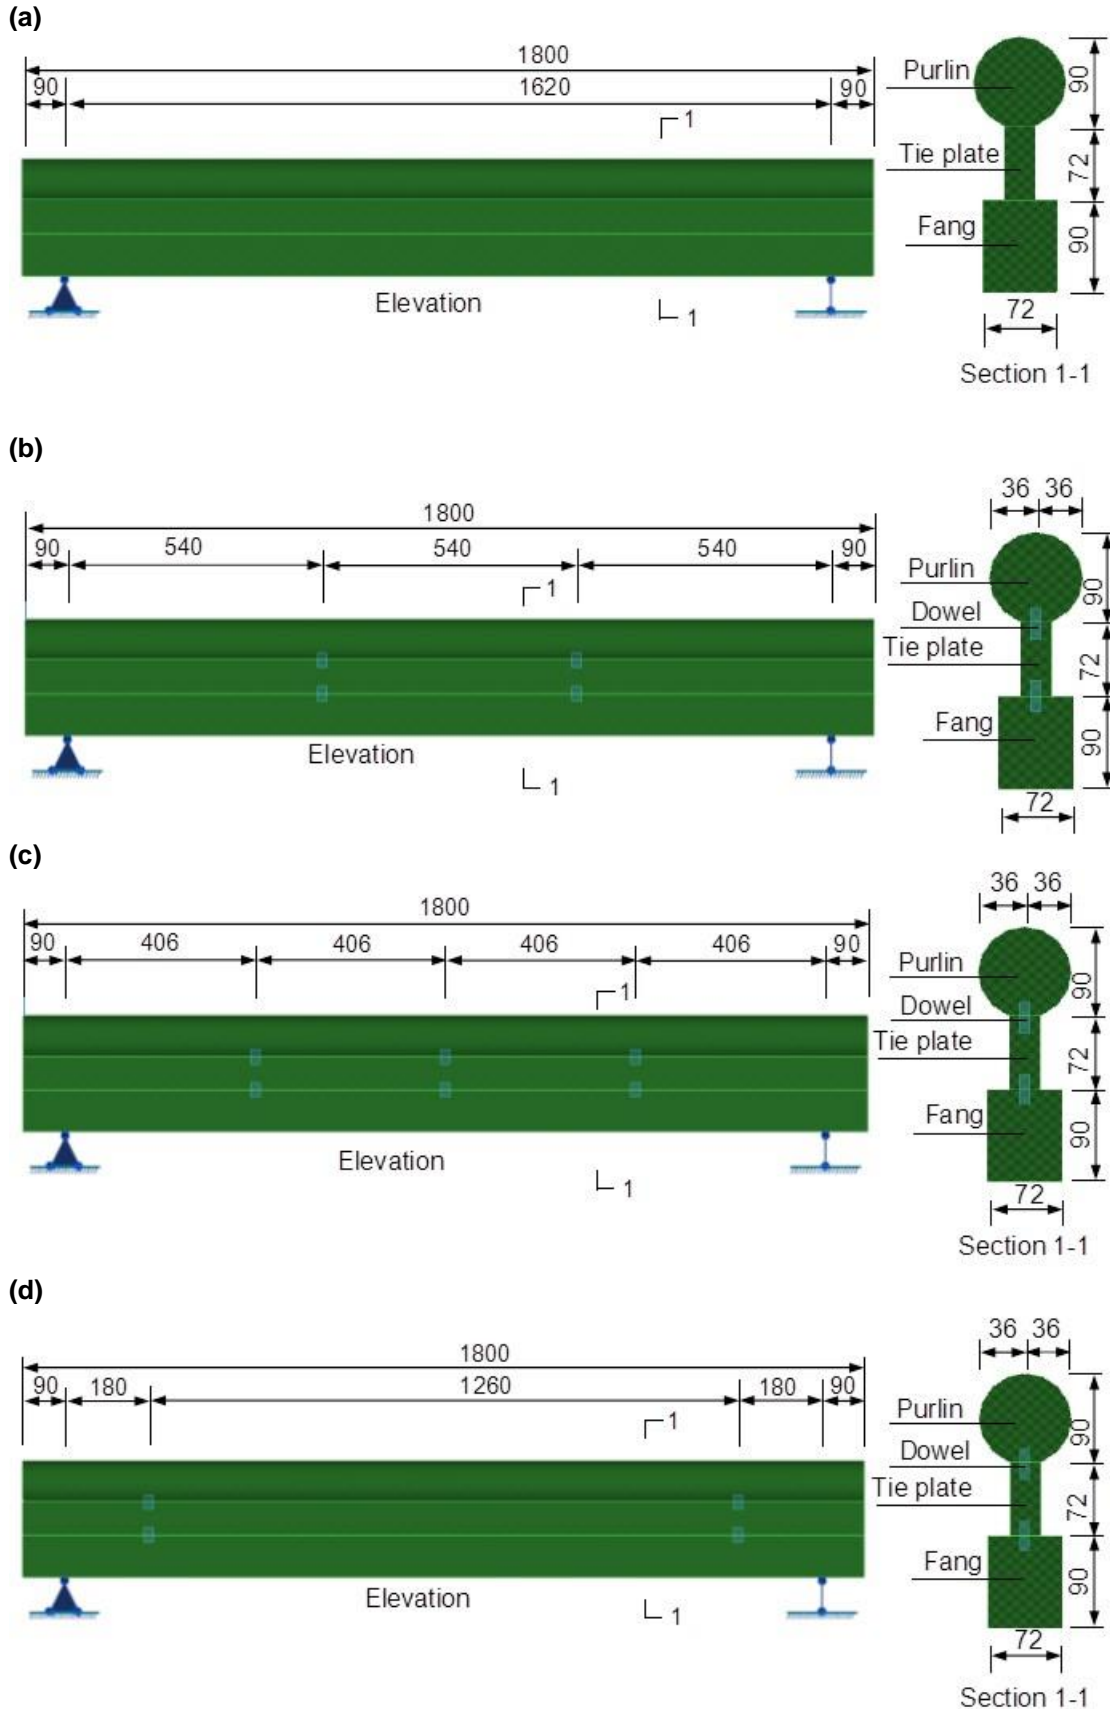 (a)
1800
90 1620 90
1
Purlin
90
Tie plate
72
Fang
90
Elevation
1
72
Section 1-1
(b)
36 36
1800
90 540 540 540 90
1
Purlin
90
Dowel
Tie plate
72
Fang
90
Elevation
1
72
(c)
36 36
1800
90 406 406 406 406 90
1
Purlin
90
Dowel
Tie plate
72
Fang
90
Elevation
1
72
Section 1-1
(d)
36 36
1800
90 180 1260 180 90
1
Purlin
90
Dowel
Tie plate
72
Fang
90
Elevation
1
72
Section 1-1